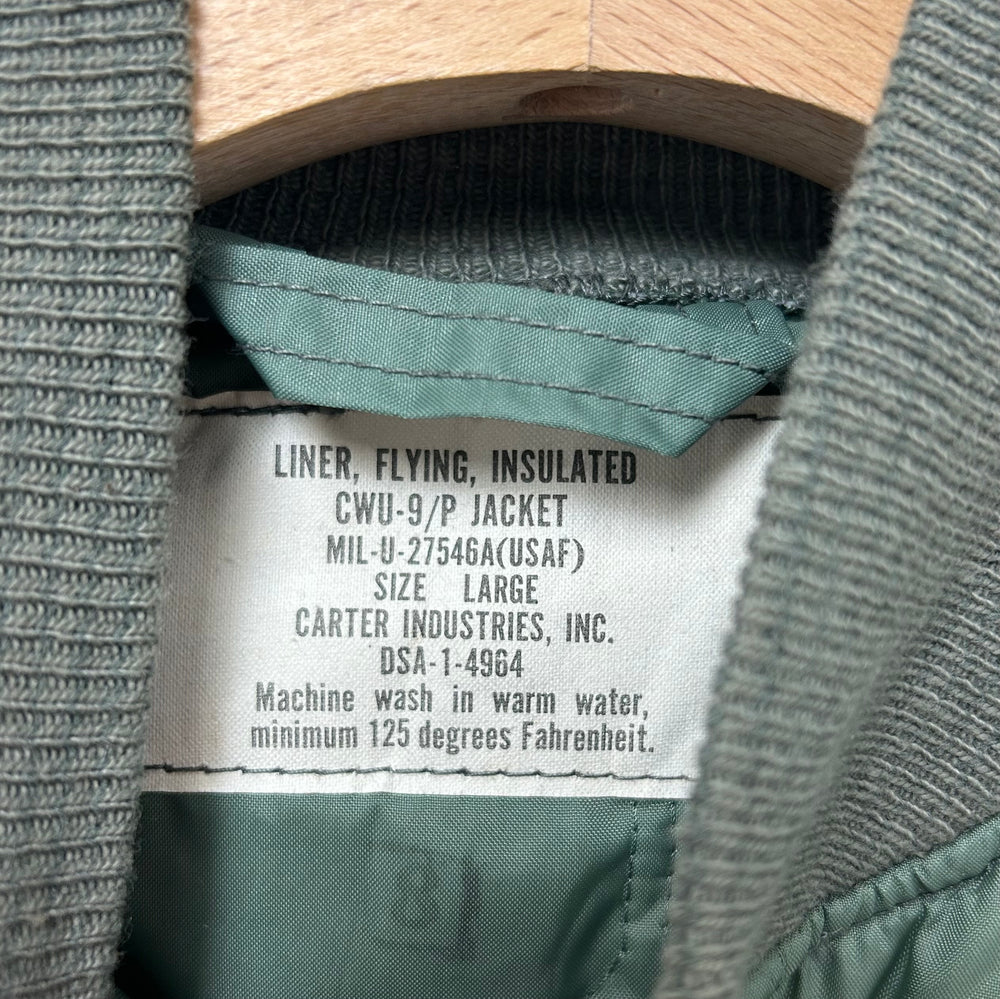 LINER, FLYING, INSULATED
CWU-9/P JACKET
MIL-U-27546A(USAF)
SIZE LARGE
CARTER INDUSTRIES, INC.
DSA-1-4964
Machine wash in warm water,
minimum 125 degrees Fahrenheit.